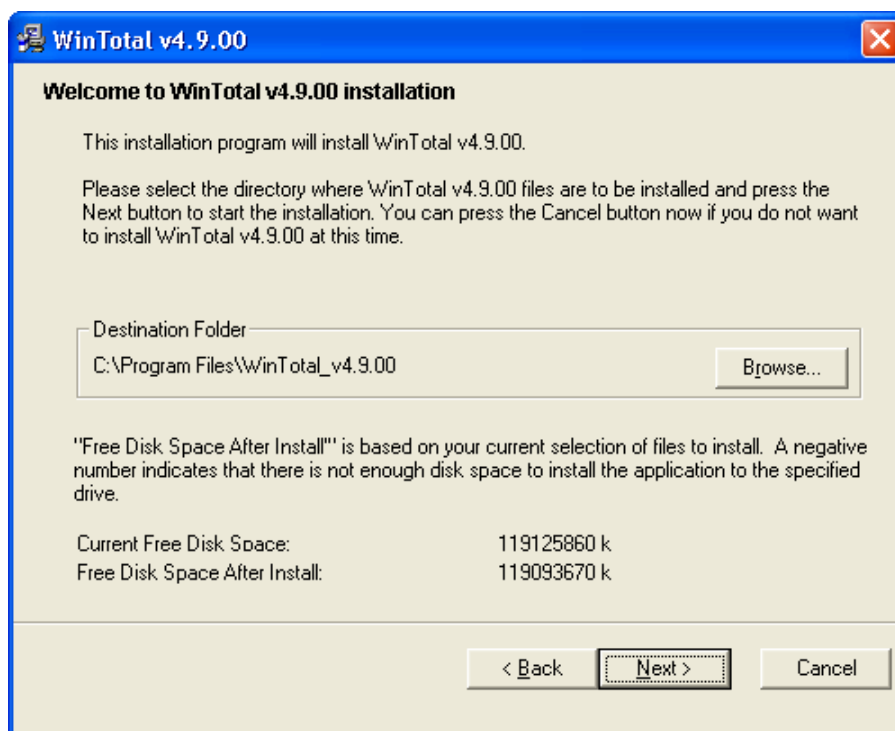 WinTotal v4.9.00
Welcome to WinTotal v4.9.00 installation
This installation program will install WinTotal v4.9.00.
Please select the directory where WinTotal v4.9.00 files are to be installed and press the
Next button to start the installation. You can press the Cancel button now if you do not want
to install WinTotal v4.9.00 at this time.
Destination Folder
C:\Program Files\WinTotal_v4.9.00
Browse...
"Free Disk Space After Install"' is based on your current selection of files to install.  A negative
number indicates that there is not enough disk space to install the application to the specified
drive.
Current Free Disk Space: 119125860 k
Free Disk Space After Install: 119093670 k
< Back Next > Cancel